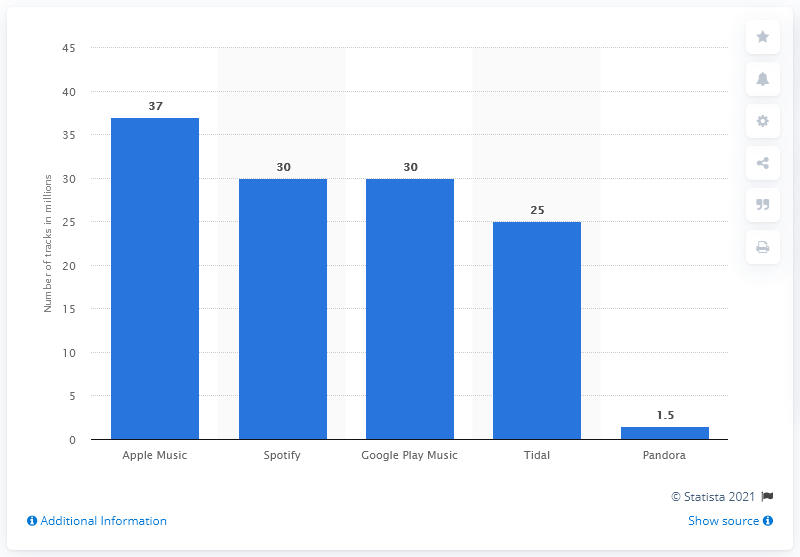 Number of tracks in millions
45
40
35
30
25
20
15
10
5
0
37
30
30
25
1.5
Apple Music
Spotify
Google Play Music
Tidal
Pandora
© Statista 2021
Additional Information
Show source